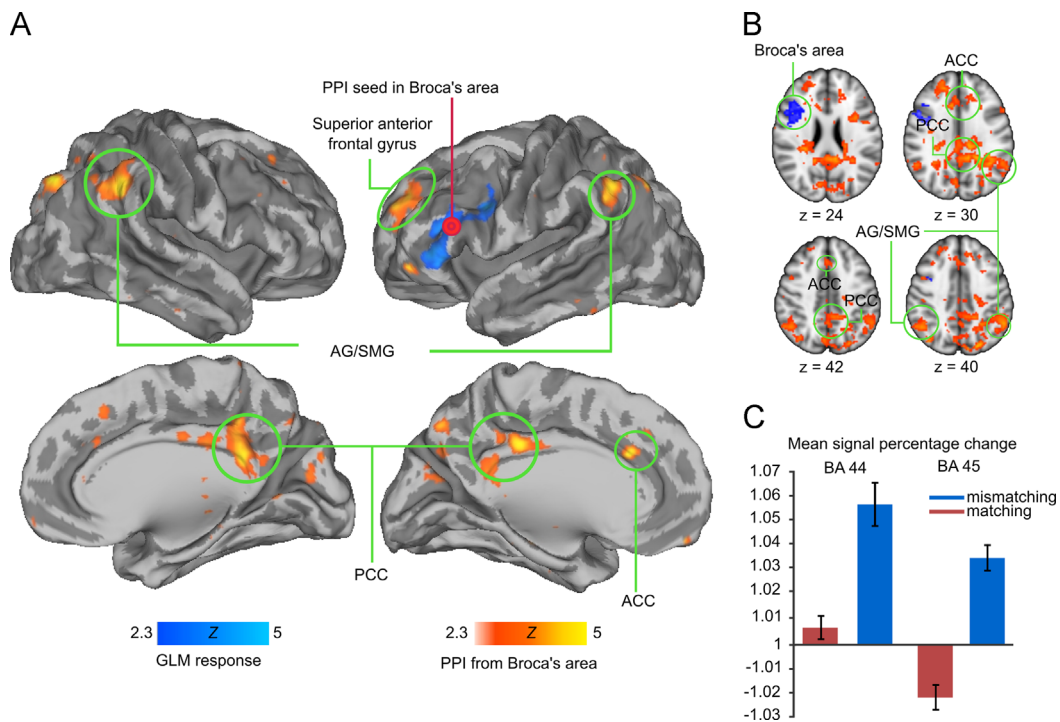 A
PPI seed in Broca's area
Superior anterior
frontal gyrus
AG/SMG
PCC
ACC
2.3 Z 5
GLM response
2.3 Z 5
PPI from Broca's area
B
Broca's area
ACC
PCC
z = 24
z = 30
AG/SMG
ACC
PCC
z = 42
z = 40
C
Mean signal percentage change
BA 44
BA 45
mismatching
matching
1.07
1.06
1.05
1.04
1.03
1.02
1.01
1
-1.01
-1.02
-1.03